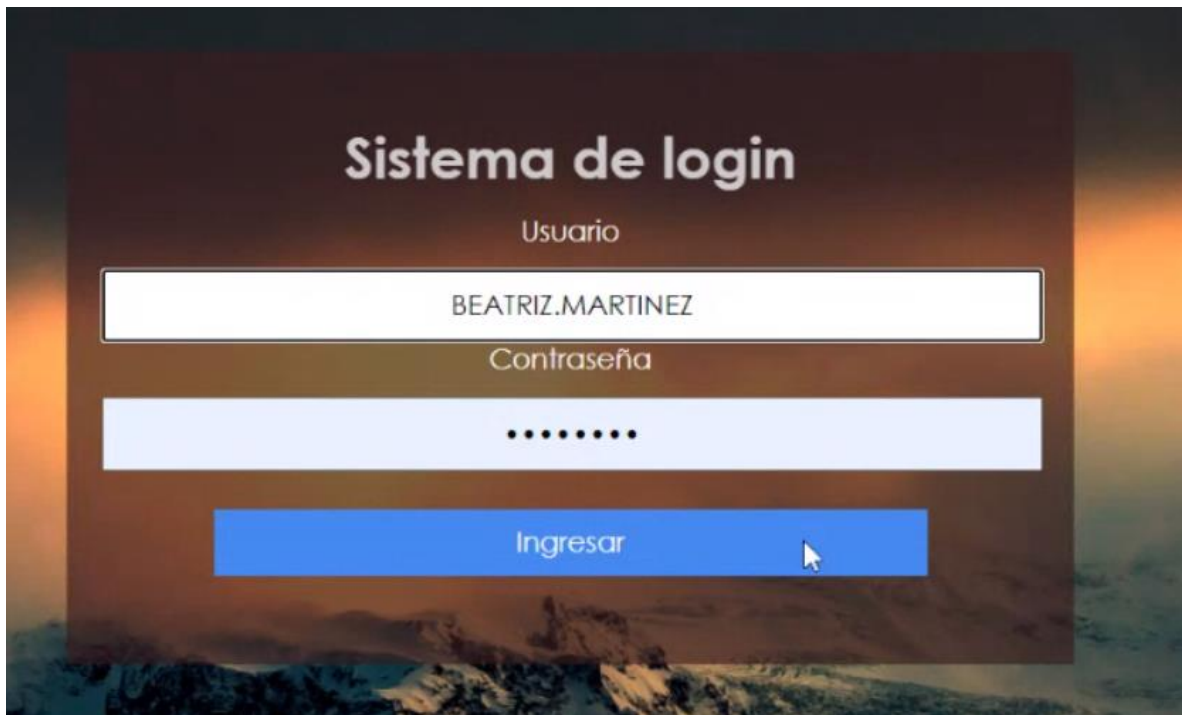 Sistema de login
Usuario
BEATRIZ.MARTINEZ
Contraseña
••••••••
Ingresar